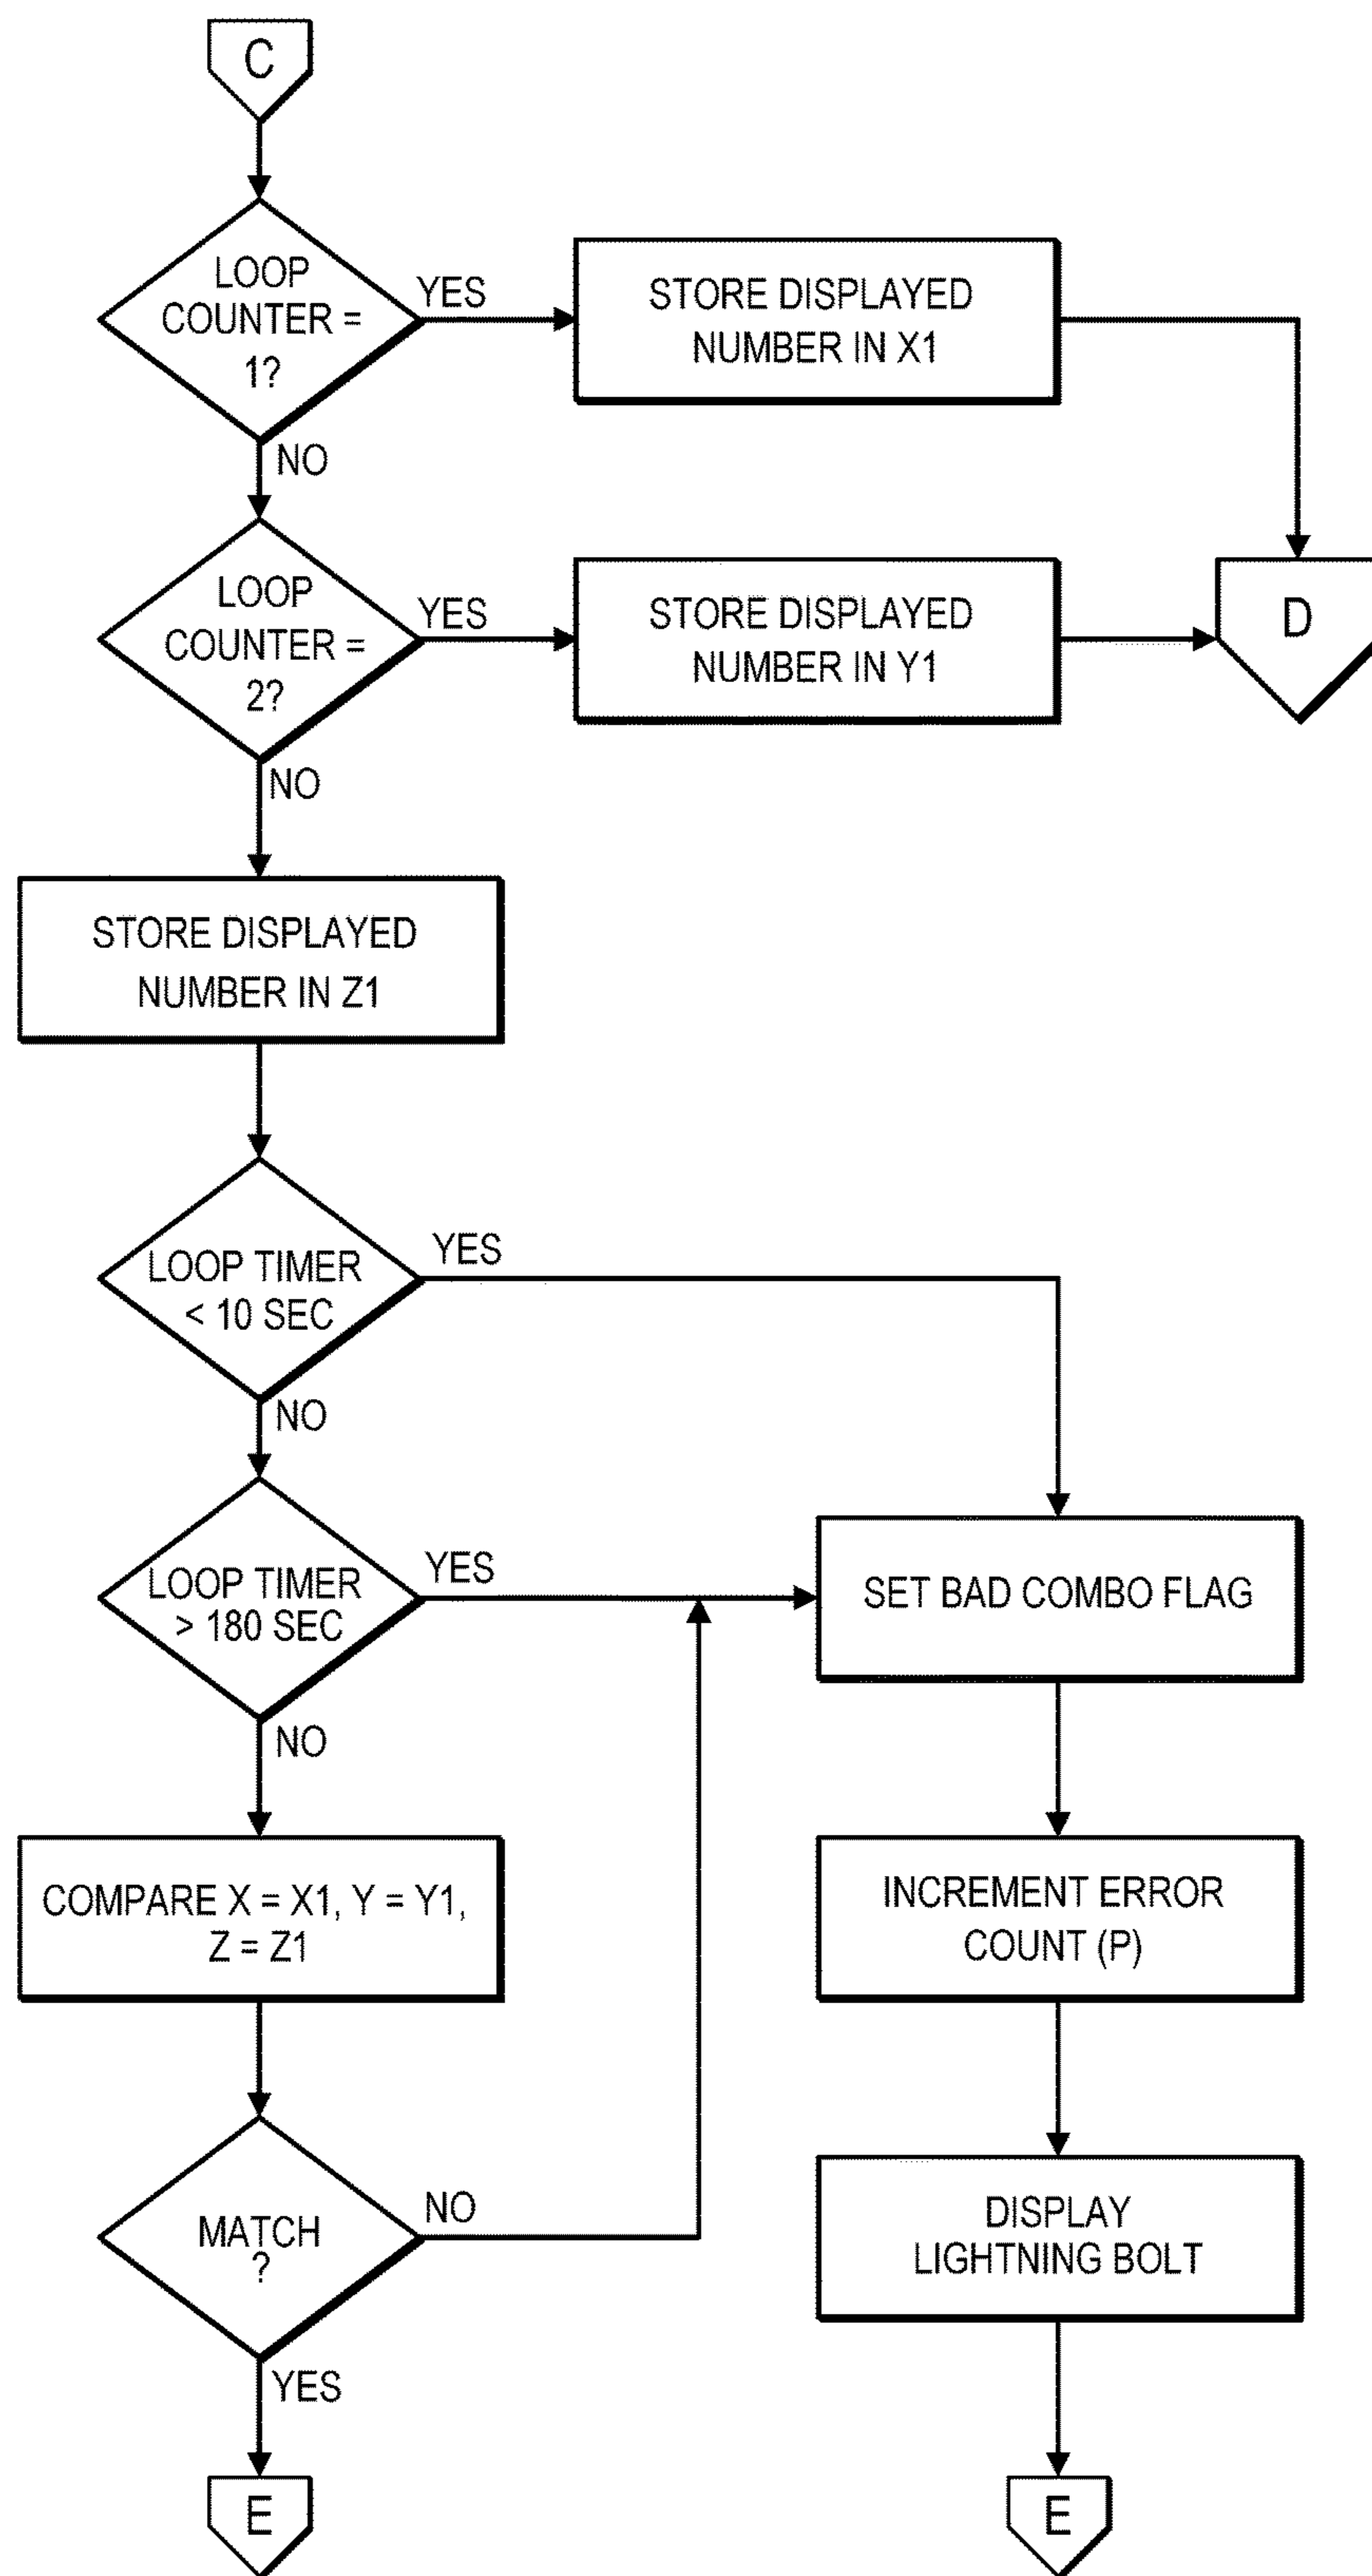 C
LOOP
COUNTER =
1?
YES
STORE DISPLAYED
NUMBER IN X1
NO
LOOP
COUNTER =
2?
YES
STORE DISPLAYED
NUMBER IN Y1
D
NO
STORE DISPLAYED
NUMBER IN Z1
LOOP TIMER
< 10 SEC
YES
NO
LOOP TIMER
> 180 SEC
YES
SET BAD COMBO FLAG
NO
COMPARE X = X1, Y = Y1,
Z = Z1
INCREMENT ERROR
COUNT (P)
MATCH
?
NO
DISPLAY
LIGHTNING BOLT
YES
E
E